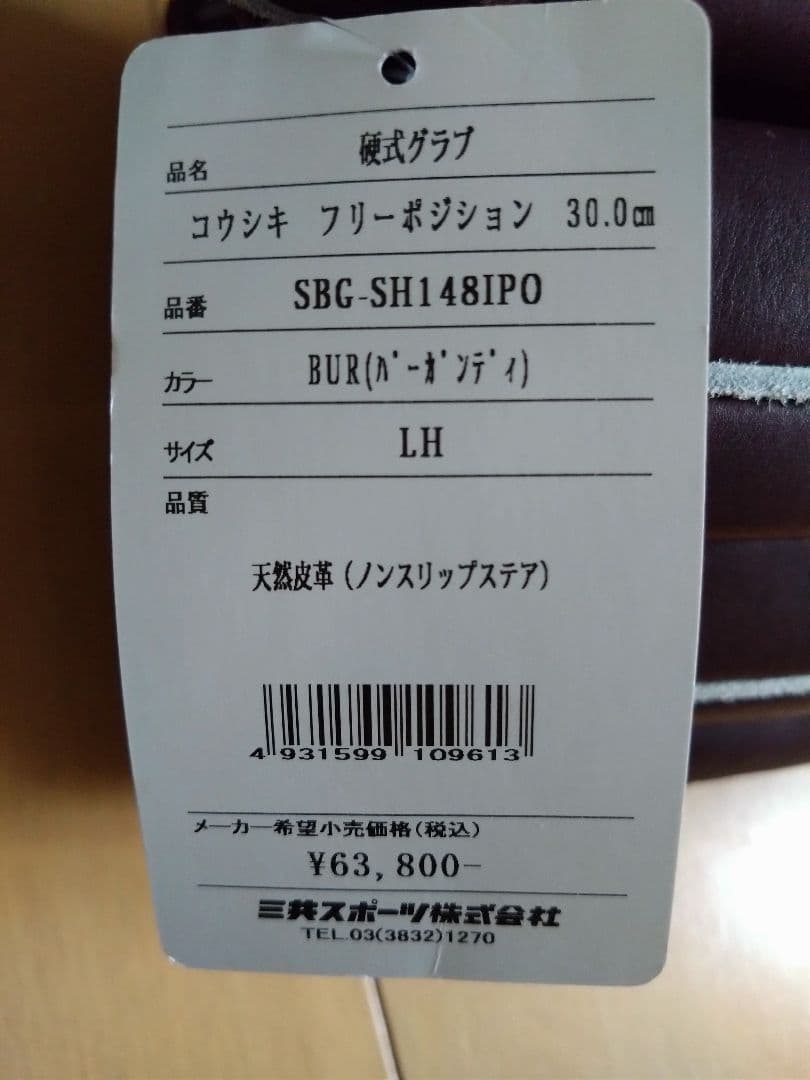 品名 硬式グラブ
コウシキ フリーポジション 30.0㎝
品番 SBG-SH148IPO
カラー BUR(ﾊﾞｰｶﾞﾝﾃﾞｨ)
サイズ LH
品質
天然皮革(ノンスリップステア)
4931599 109613
メーカー希望小売価格(税込)
¥63,800-
三共スポーツ株式会社
TEL.03(3832)1270